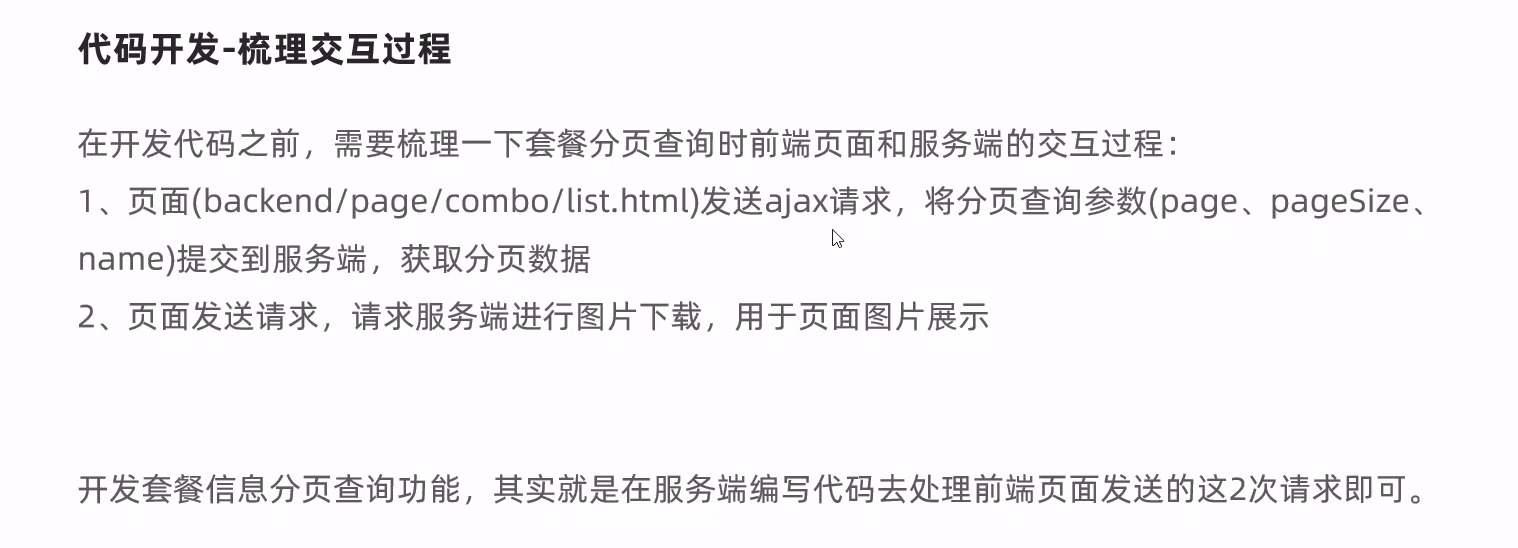 代码开发-梳理交互过程
在开发代码之前，需要梳理一下套餐分页查询时前端页面和服务端的交互过程：
1、页面(backend/page/combo/list.html)发送ajax请求，将分页查询参数(page、pageSize、
name)提交到服务端，获取分页数据
2、页面发送请求，请求服务端进行图片下载，用于页面图片展示
开发套餐信息分页查询功能，其实就是在服务端编写代码去处理前端页面发送的这2次请求即可。